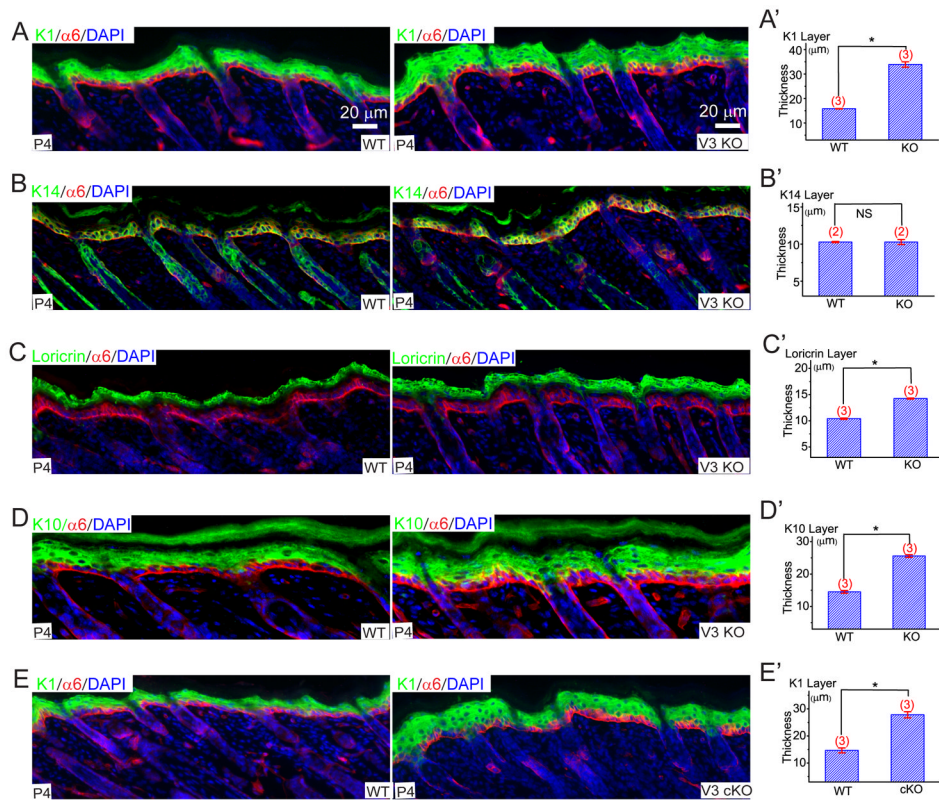 A
K1/α6/DAPI
20 μm
P4
WT
K1/α6/DAPI
20 μm
P4
V3 KO
A'
K1 Layer
(μm)
Thickness
40
30
20
10
(3)
*
(3)
WT
KO
B
K14/α6/DAPI
P4
WT
K14/α6/DAPI
P4
V3 KO
B'
K14 Layer
(μm)
Thickness
15
10
5
(2)
NS
(2)
WT
KO
C
Loricrin/α6/DAPI
P4
WT
Loricrin/α6/DAPI
P4
V3 KO
C'
Loricrin Layer
(μm)
Thickness
20
15
10
5
(3)
*
(3)
WT
KO
D
K10/α6/DAPI
P4
WT
K10/α6/DAPI
P4
V3 KO
D'
K10 Layer
(μm)
Thickness
30
20
10
(3)
*
(3)
WT
KO
E
K1/α6/DAPI
P4
WT
K1/α6/DAPI
P4
V3 cKO
E'
K1 Layer
(μm)
Thickness
30
20
10
(3)
*
(3)
WT
cKO